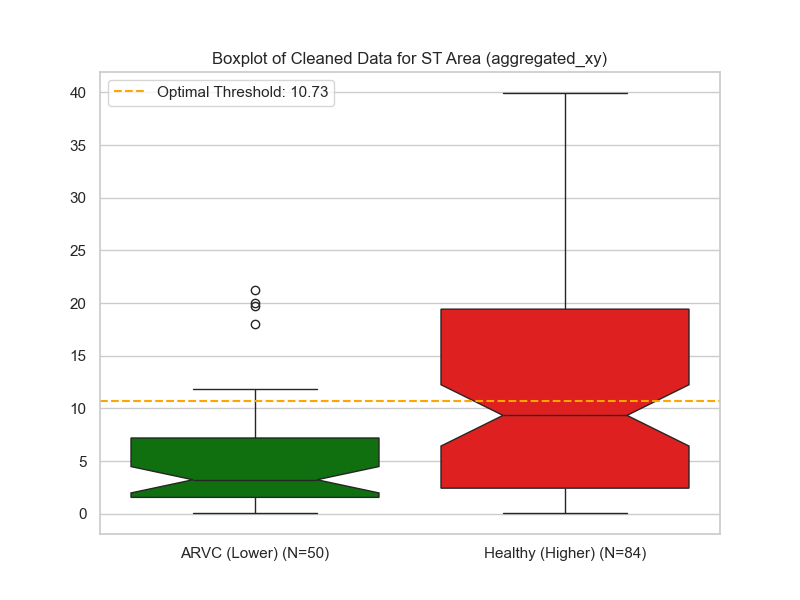 Boxplot of Cleaned Data for ST Area (aggregated_xy)
Optimal Threshold: 10.73
40
35
30
25
20
15
10
5
0
ARVC (Lower) (N=50)
Healthy (Higher) (N=84)